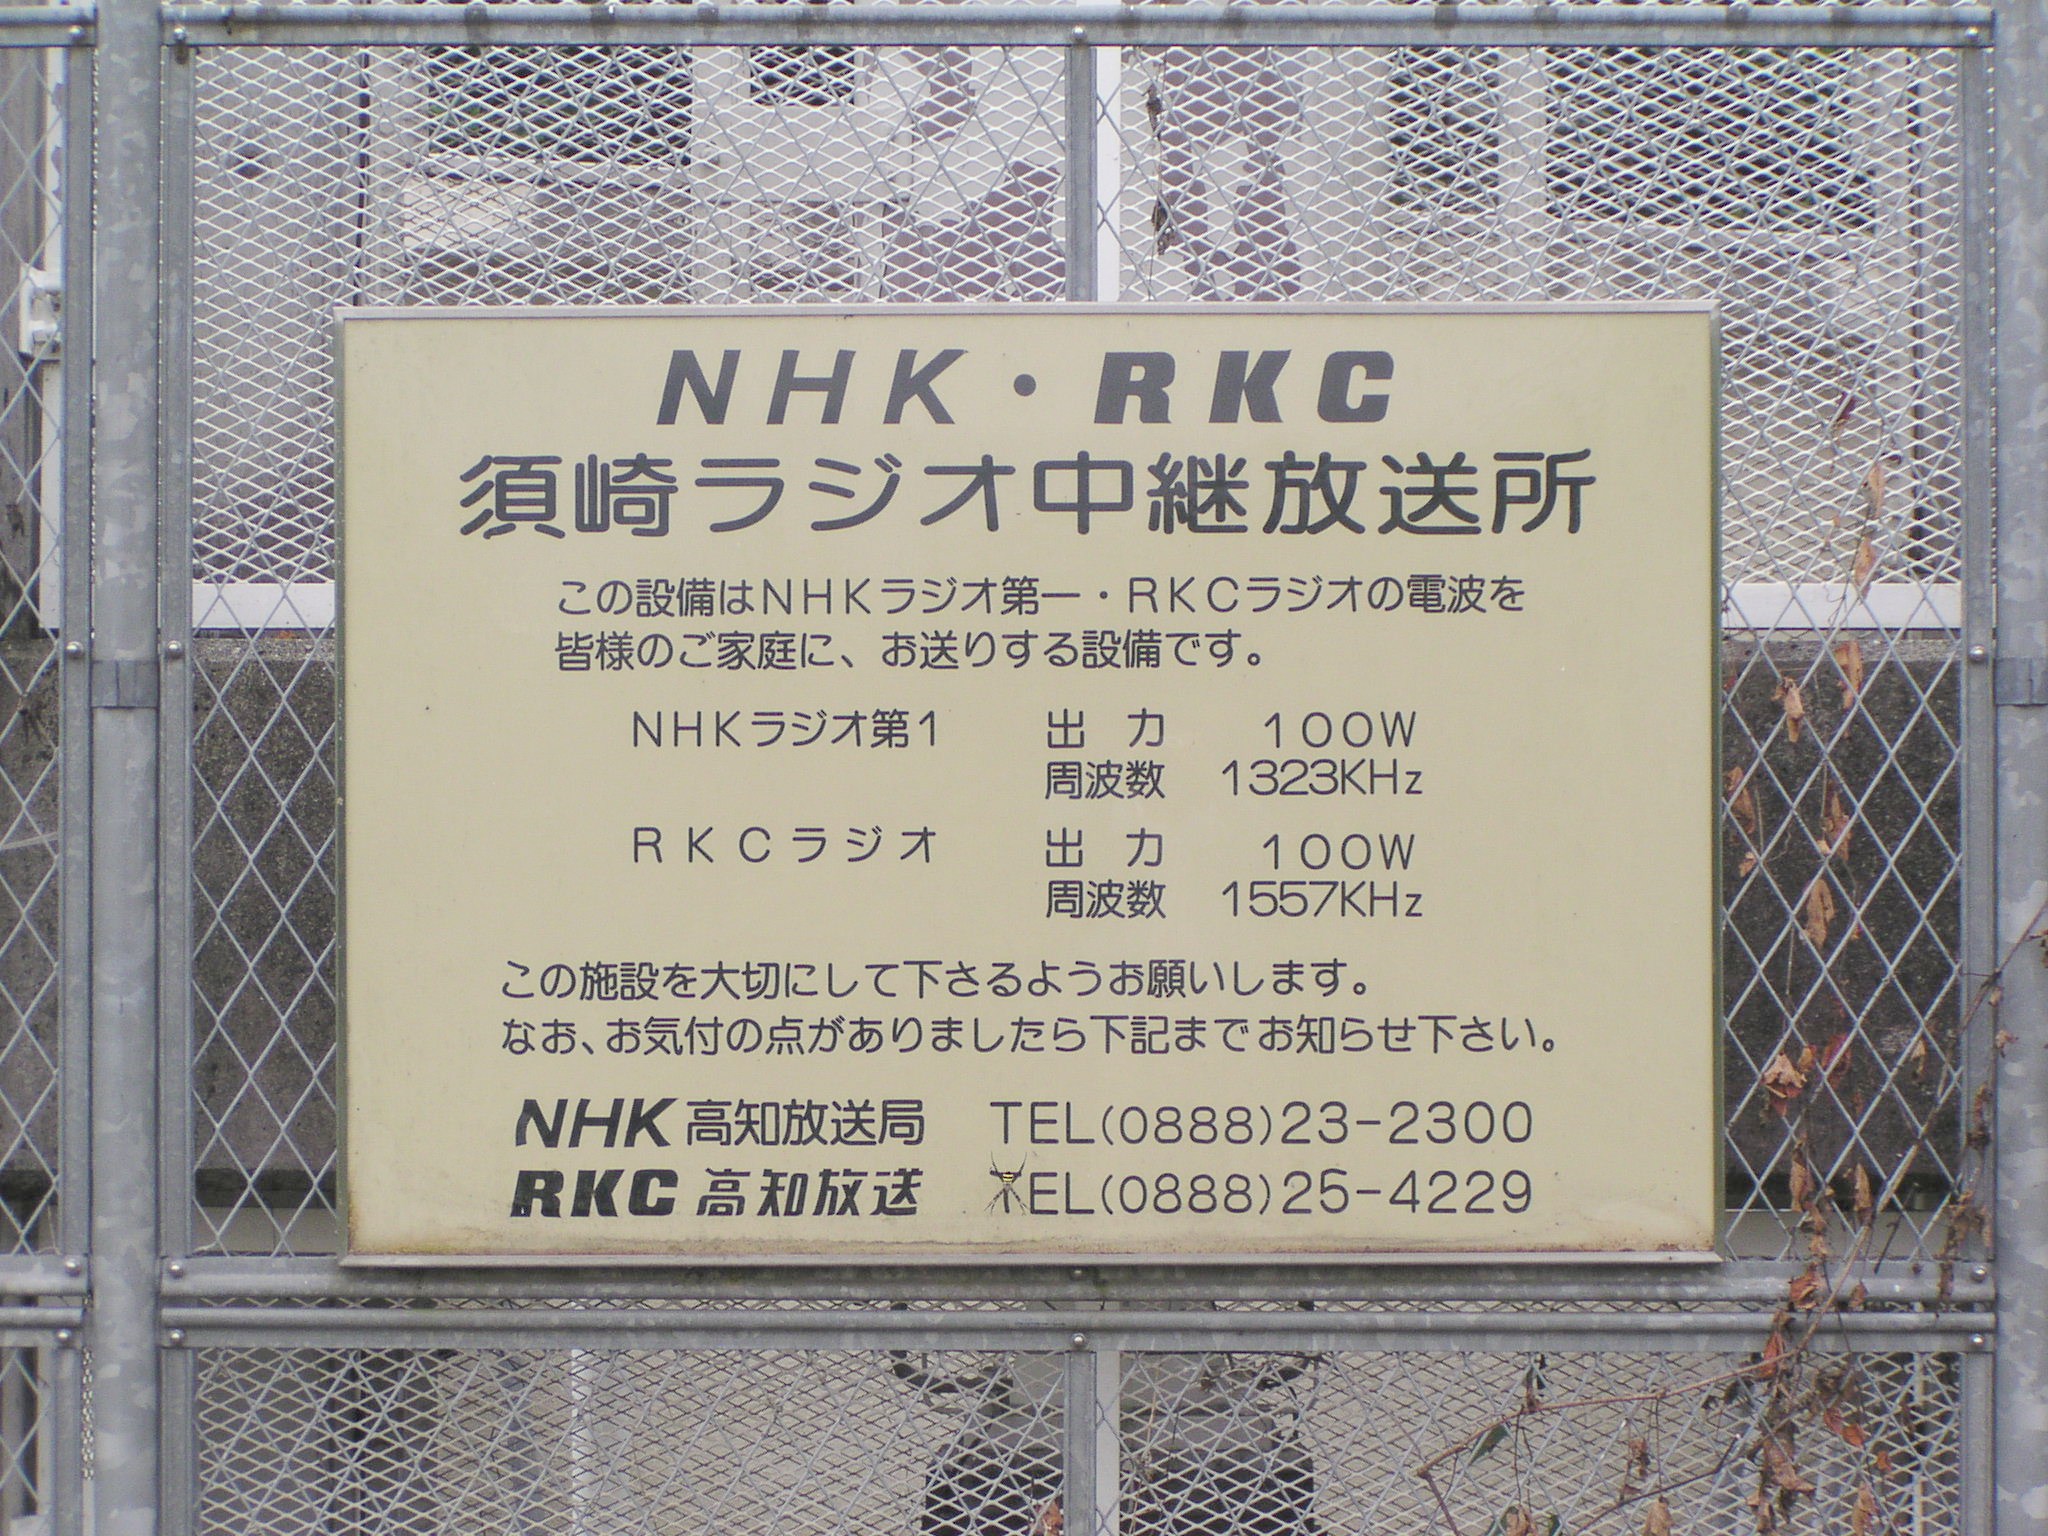 NHK・RKC
須崎ラジオ中継放送所
この設備はNHKラジオ第一・RKCラジオの電波を
皆様のご家庭に、お送りする設備です。
NHKラジオ第1 出力 100W
周波数 1323KHz
RKCラジオ 出力 100W
周波数 1557KHz
この施設を大切にして下さるようお願いします。
なお、お気付の点がありましたら下記までお知らせ下さい。
NHK高知放送局 TEL(0888)23-2300
RKC高知放送 TEL(0888)25-4229